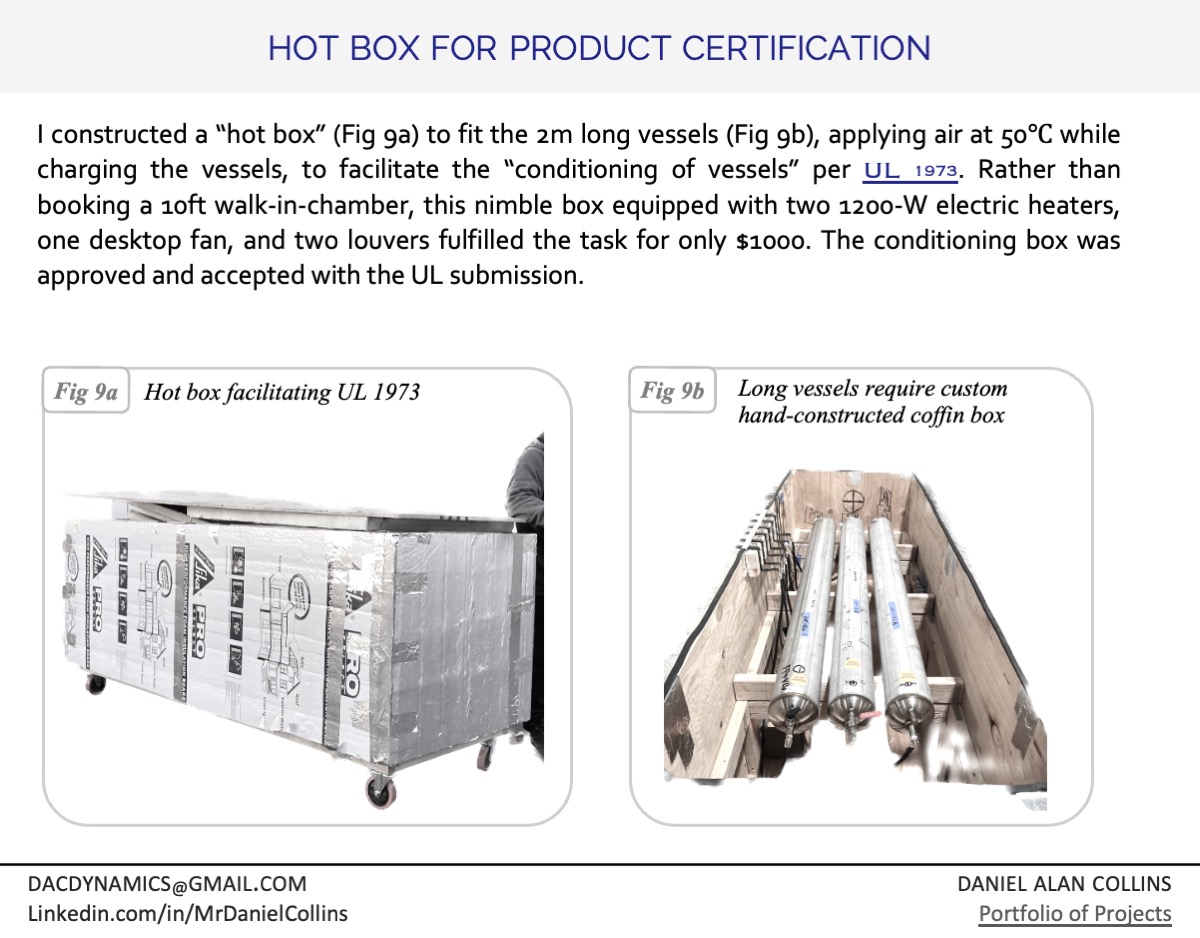 HOT BOX FOR PRODUCT CERTIFICATION
I constructed a “hot box” (Fig 9a) to fit the 2m long vessels (Fig 9b), applying air at 50°C while
charging the vessels, to facilitate the “conditioning of vessels” per UL 1973. Rather than
booking a 10ft walk-in-chamber, this nimble box equipped with two 1200-W electric heaters,
one desktop fan, and two louvers fulfilled the task for only $1000. The conditioning box was
approved and accepted with the UL submission.
Fig 9a
Hot box facilitating UL 1973
Fig 9b
Long vessels require custom
hand-constructed coffin box
PRO
PRO
DACDYNAMICS@GMAIL.COM
Linkedin.com/in/MrDanielCollins
DANIEL ALAN COLLINS
Portfolio of Projects